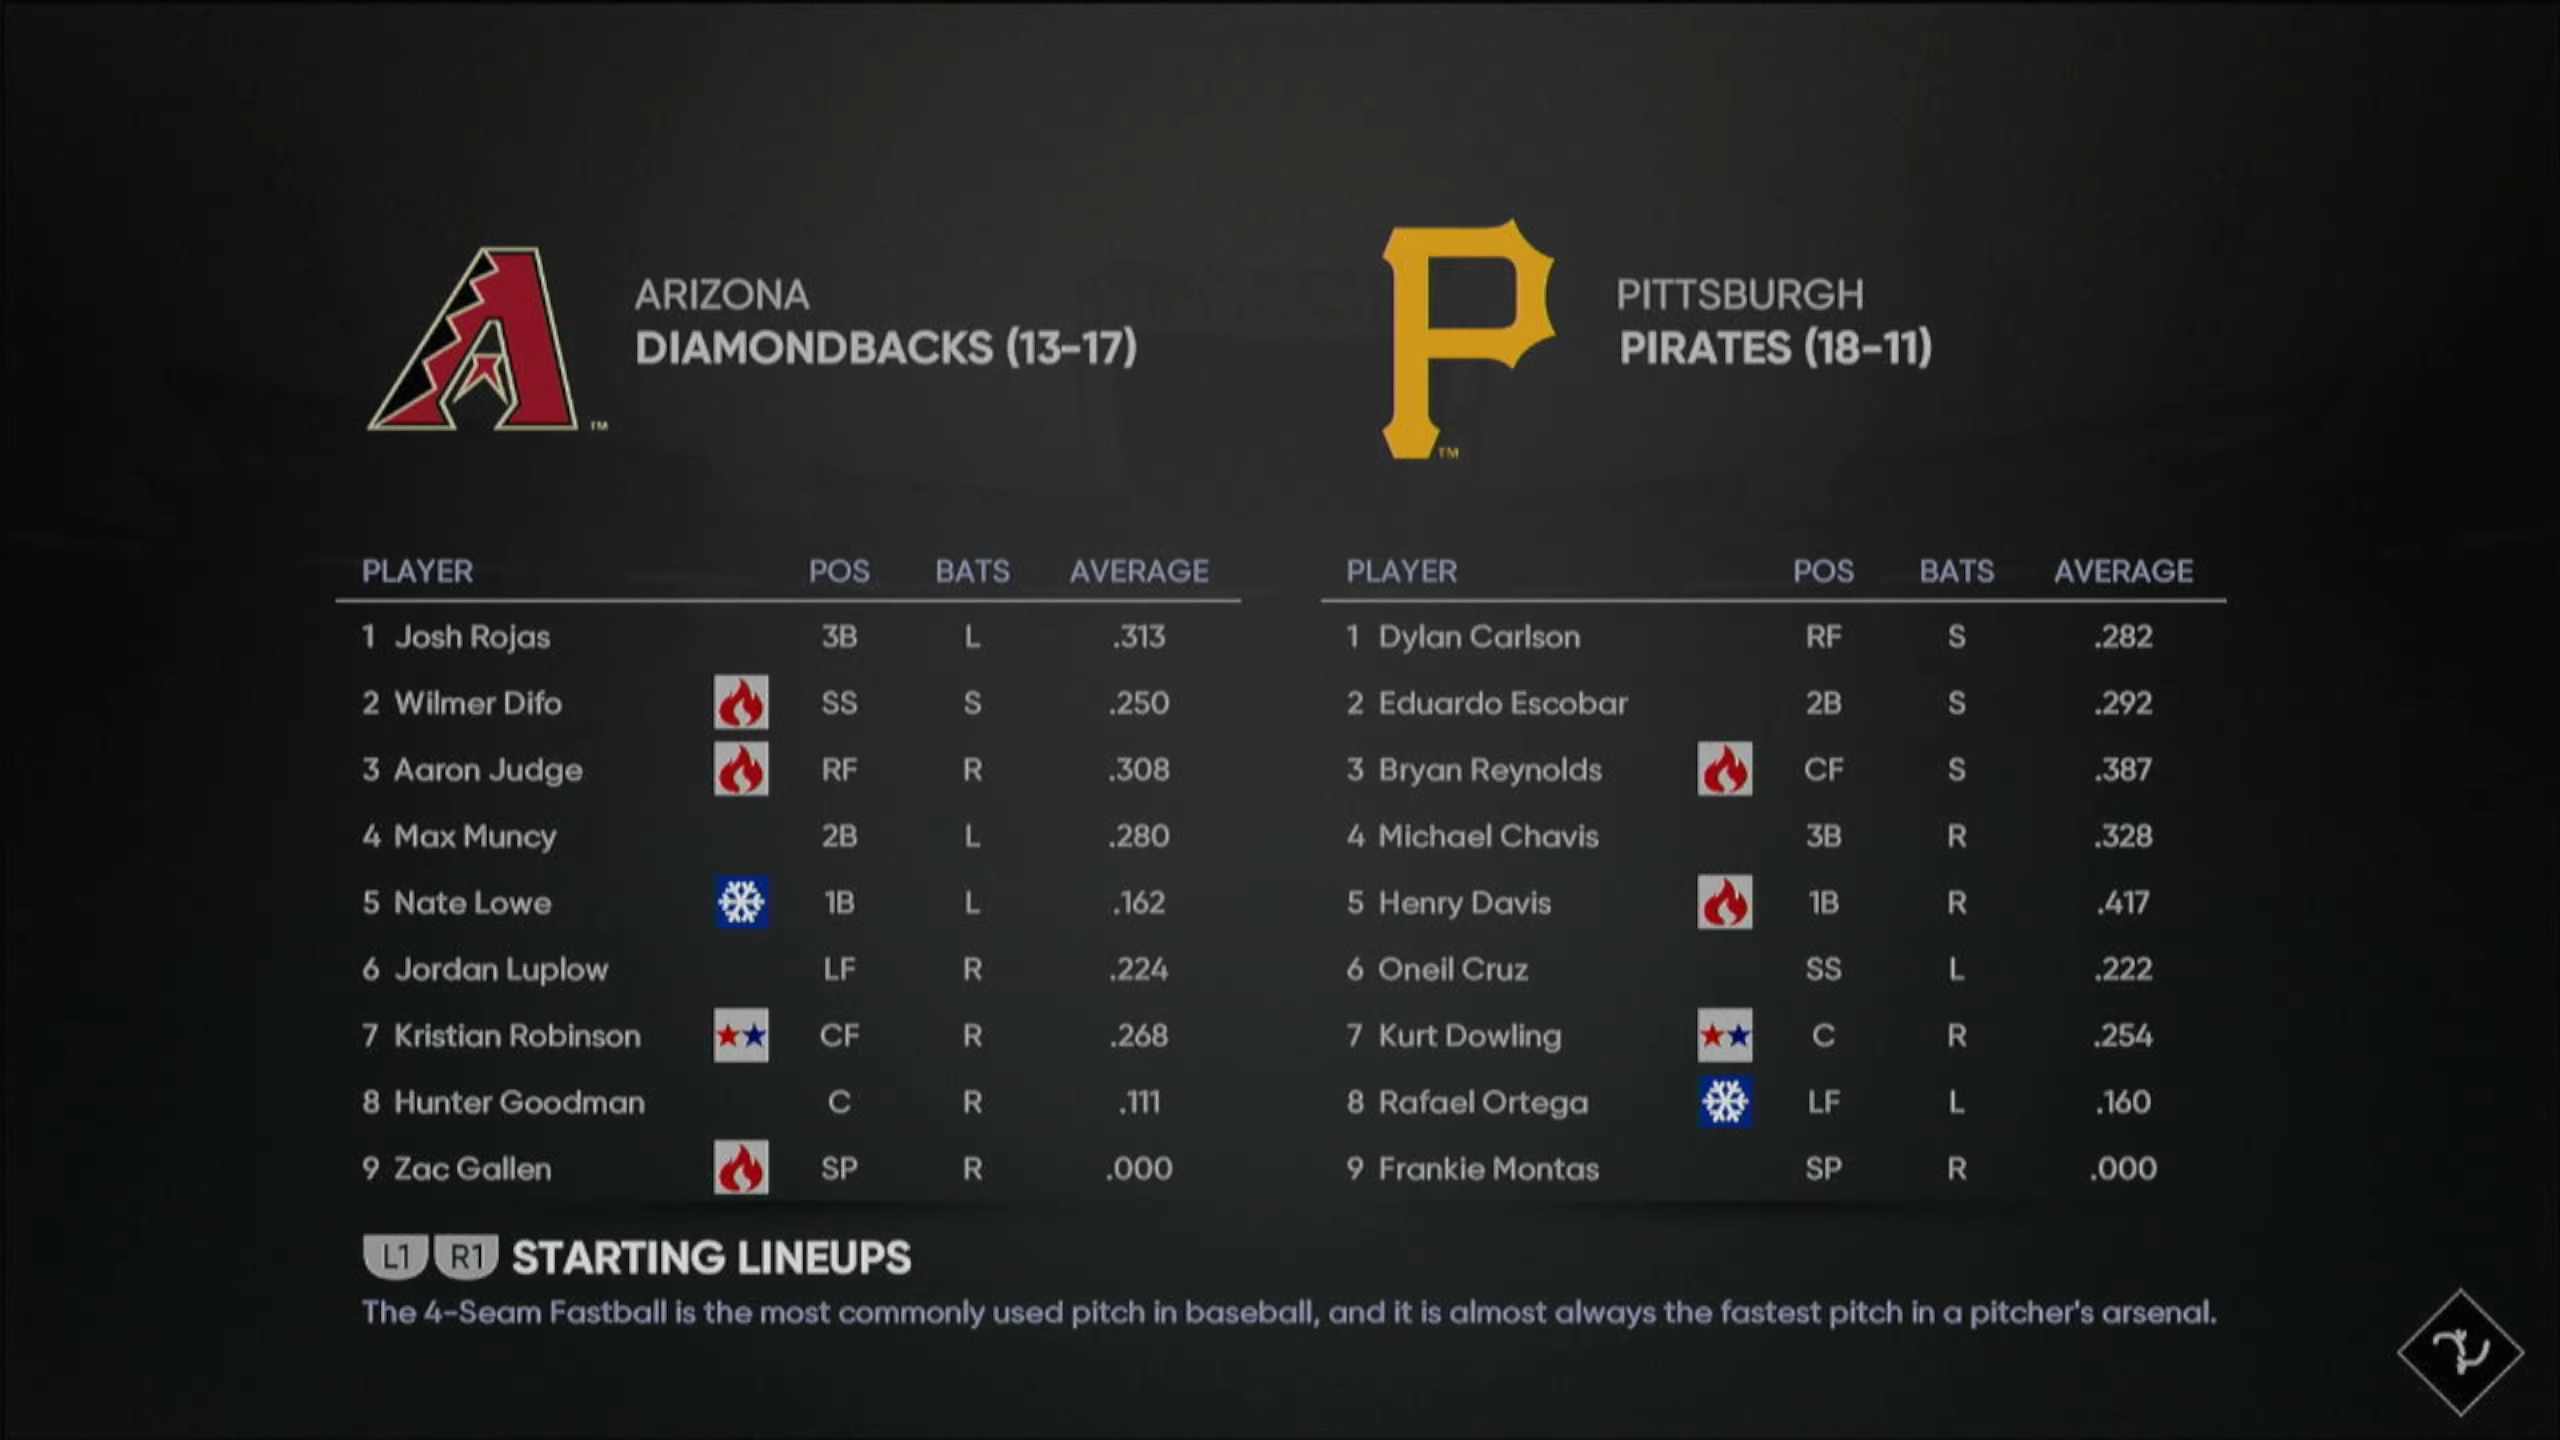 ARIZONA
DIAMONDBACKS (13-17)
PLAYER POS BATS AVERAGE
1 Josh Rojas 3B L .313
2 Wilmer Difo SS S .250
3 Aaron Judge RF R .308
4 Max Muncy 2B L .280
5 Nate Lowe 1B L .162
6 Jordan Luplow LF R .224
7 Kristian Robinson CF R .268
8 Hunter Goodman C R .111
9 Zac Gallen SP R .000
PITTSBURGH
PIRATES (18-11)
PLAYER POS BATS AVERAGE
1 Dylan Carlson RF S .282
2 Eduardo Escobar 2B S .292
3 Bryan Reynolds CF S .387
4 Michael Chavis 3B R .328
5 Henry Davis 1B R .417
6 Oneil Cruz SS L .222
7 Kurt Dowling C R .254
8 Rafael Ortega LF L .160
9 Frankie Montas SP R .000
L1 R1 STARTING LINEUPS
The 4-Seam Fastball is the most commonly used pitch in baseball, and it is almost always the fastest pitch in a pitcher's arsenal.